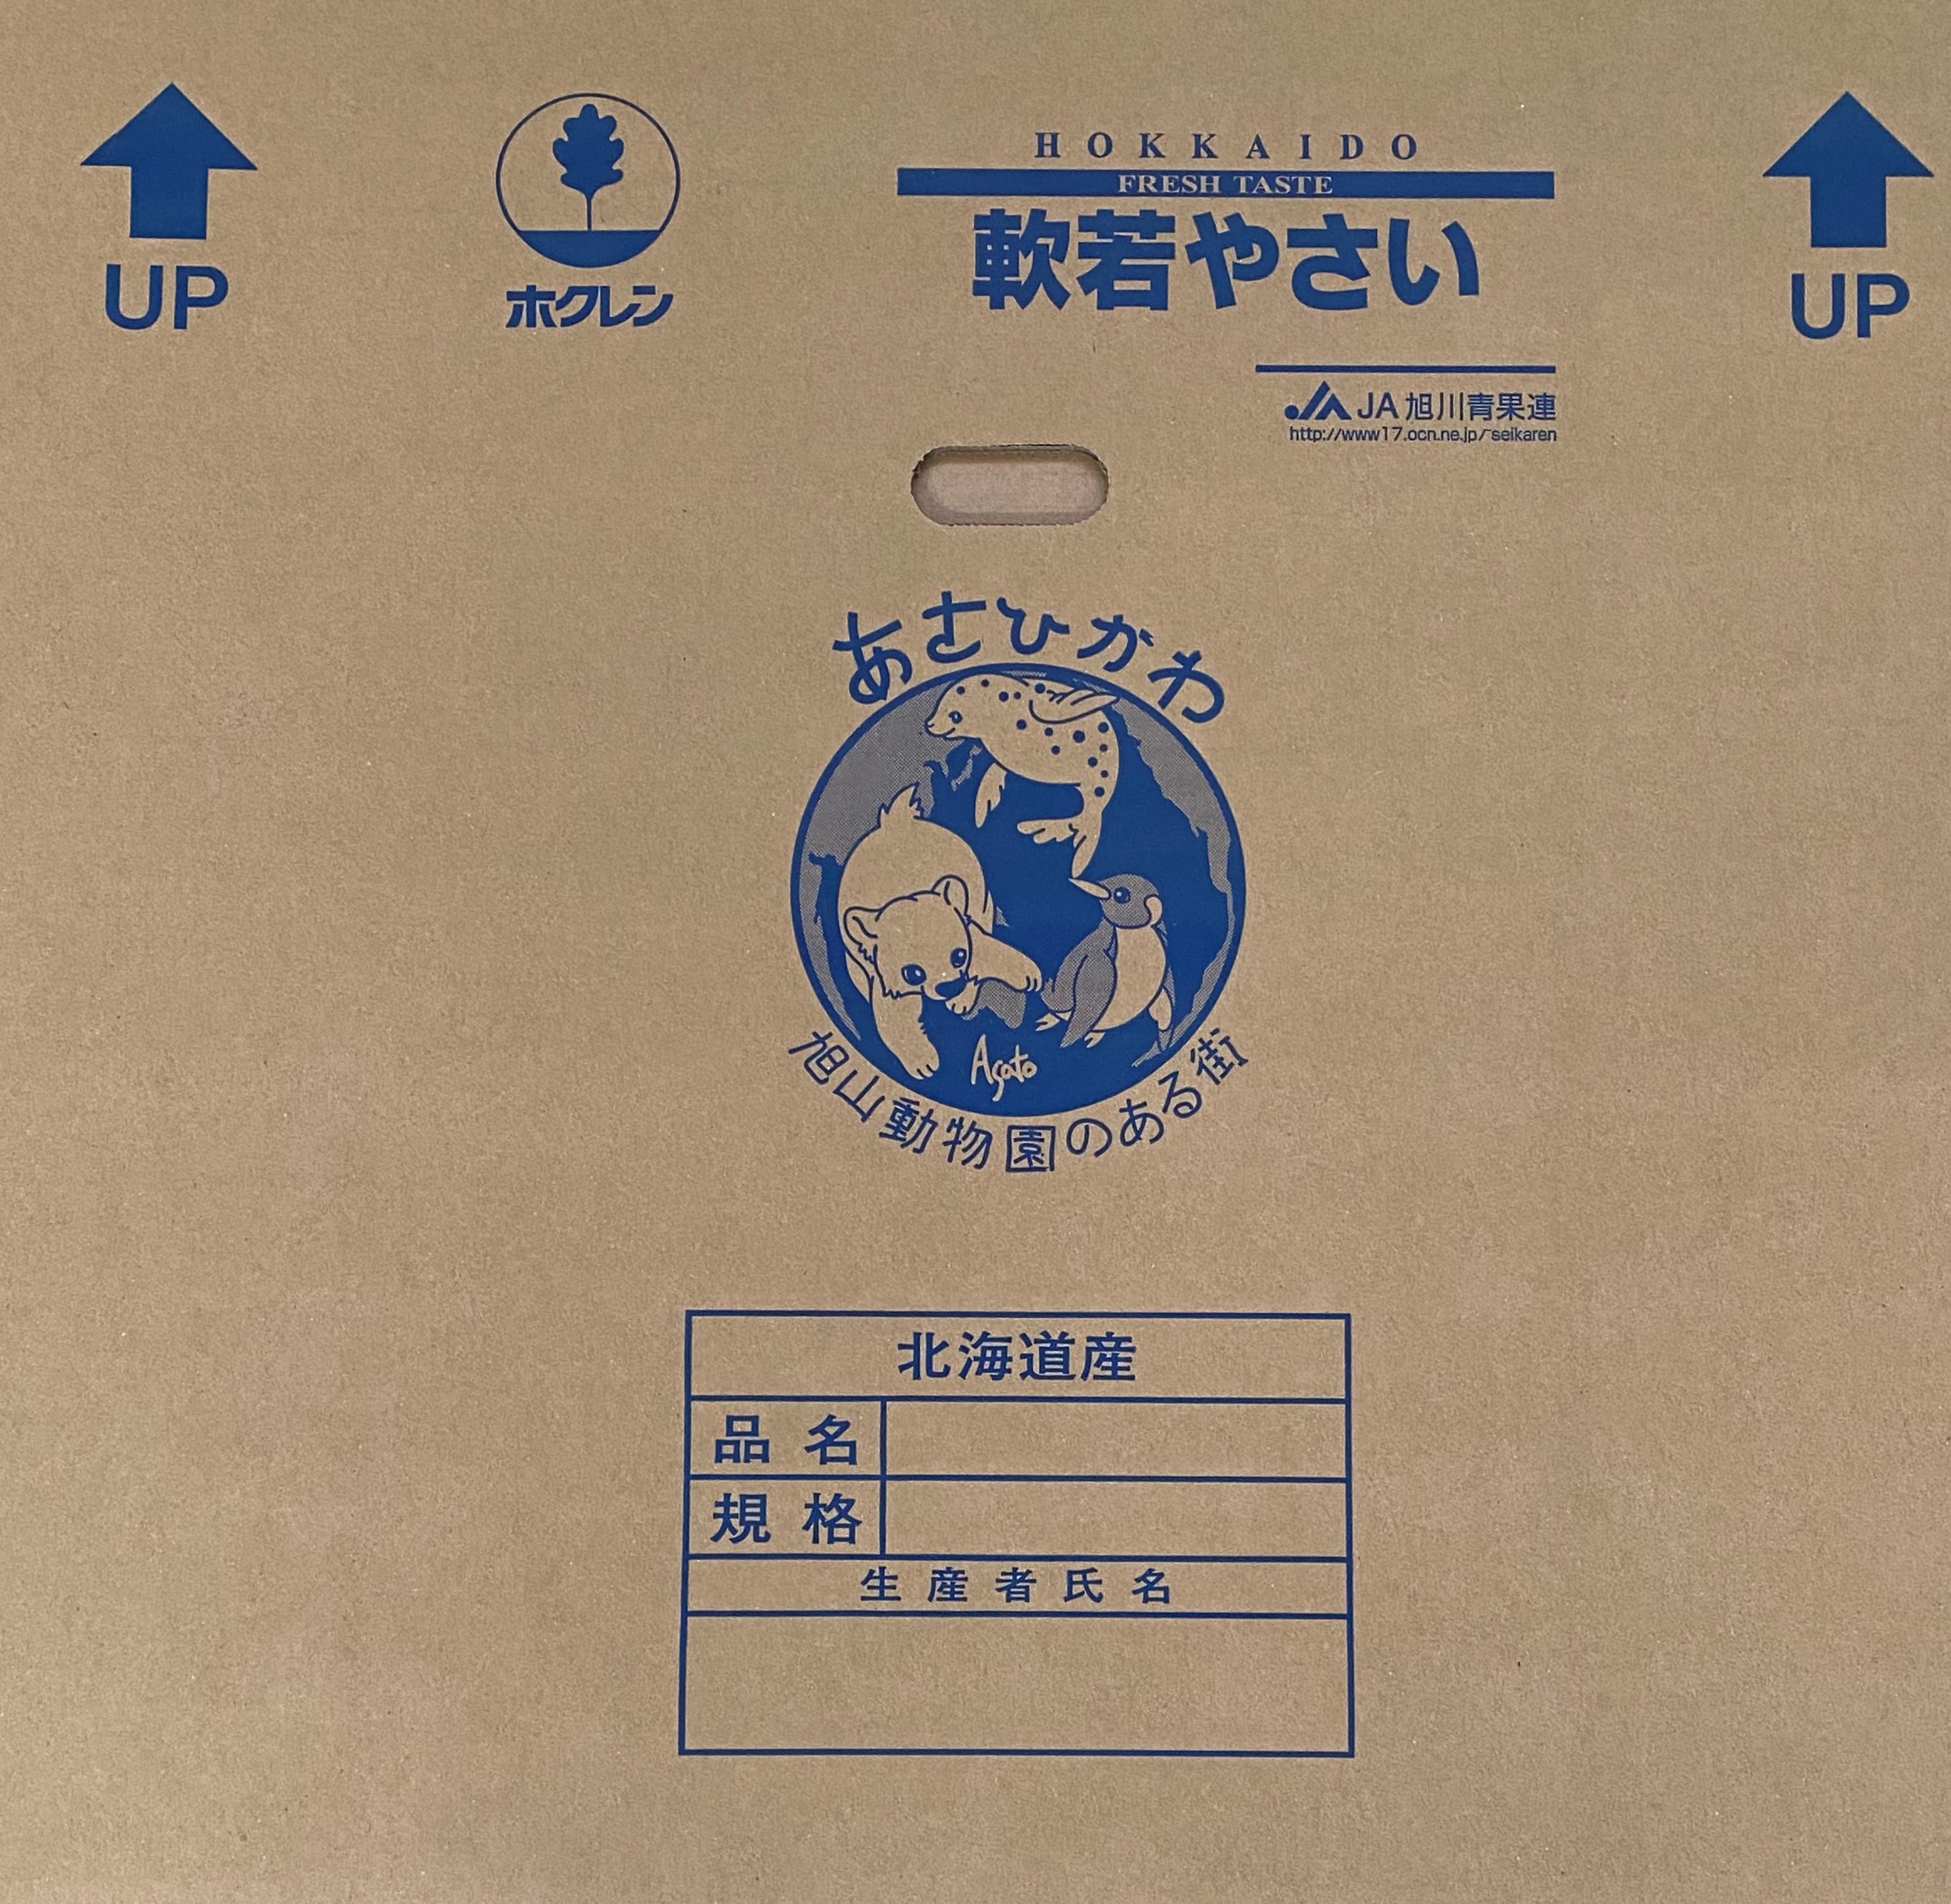 UP
ホクレン
HOKKAIDO
FRESH TASTE
軟若やさい
UP
JA 旭川青果連
http://www17.ocn.ne.jp/~seikaren
あさひかわ
Asato
旭山動物園のある街
北海道産
品名
規格
生産者氏名